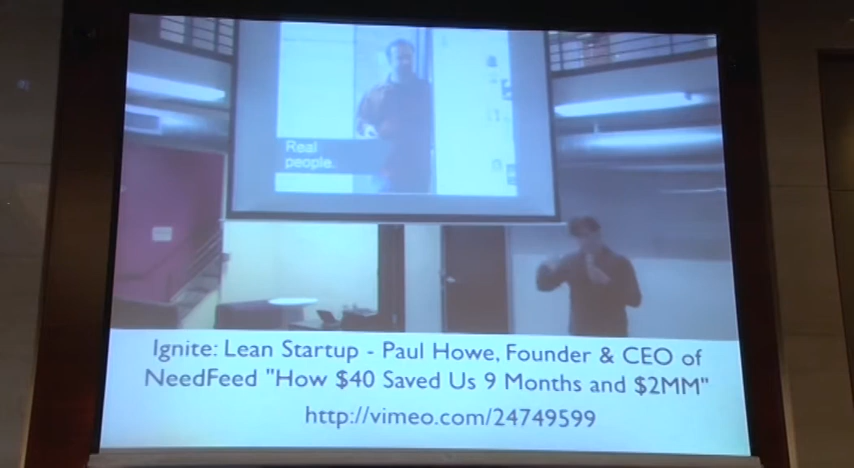 Real
people.
Ignite: Lean Startup - Paul Howe, Founder & CEO of
NeedFeed "How $40 Saved Us 9 Months and $2MM"
http://vimeo.com/24749599